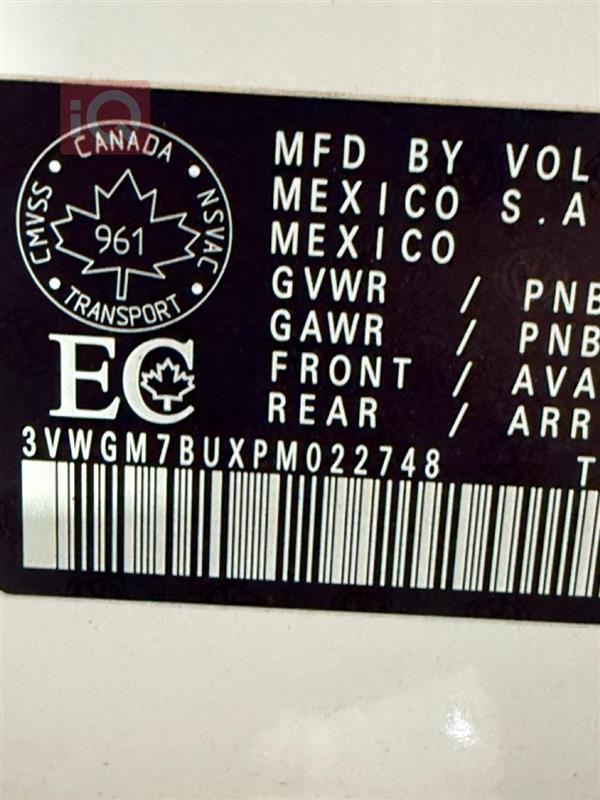 iQ
CANADA
CMVSS
NSVAC
961
TRANSPORT
EC
MFD BY VOL
MEXICO S.A
MEXICO
GVWR / PNB
GAWR / PNB
FRONT / AVA
REAR / ARR
3VWGM7BUXPM022748 T